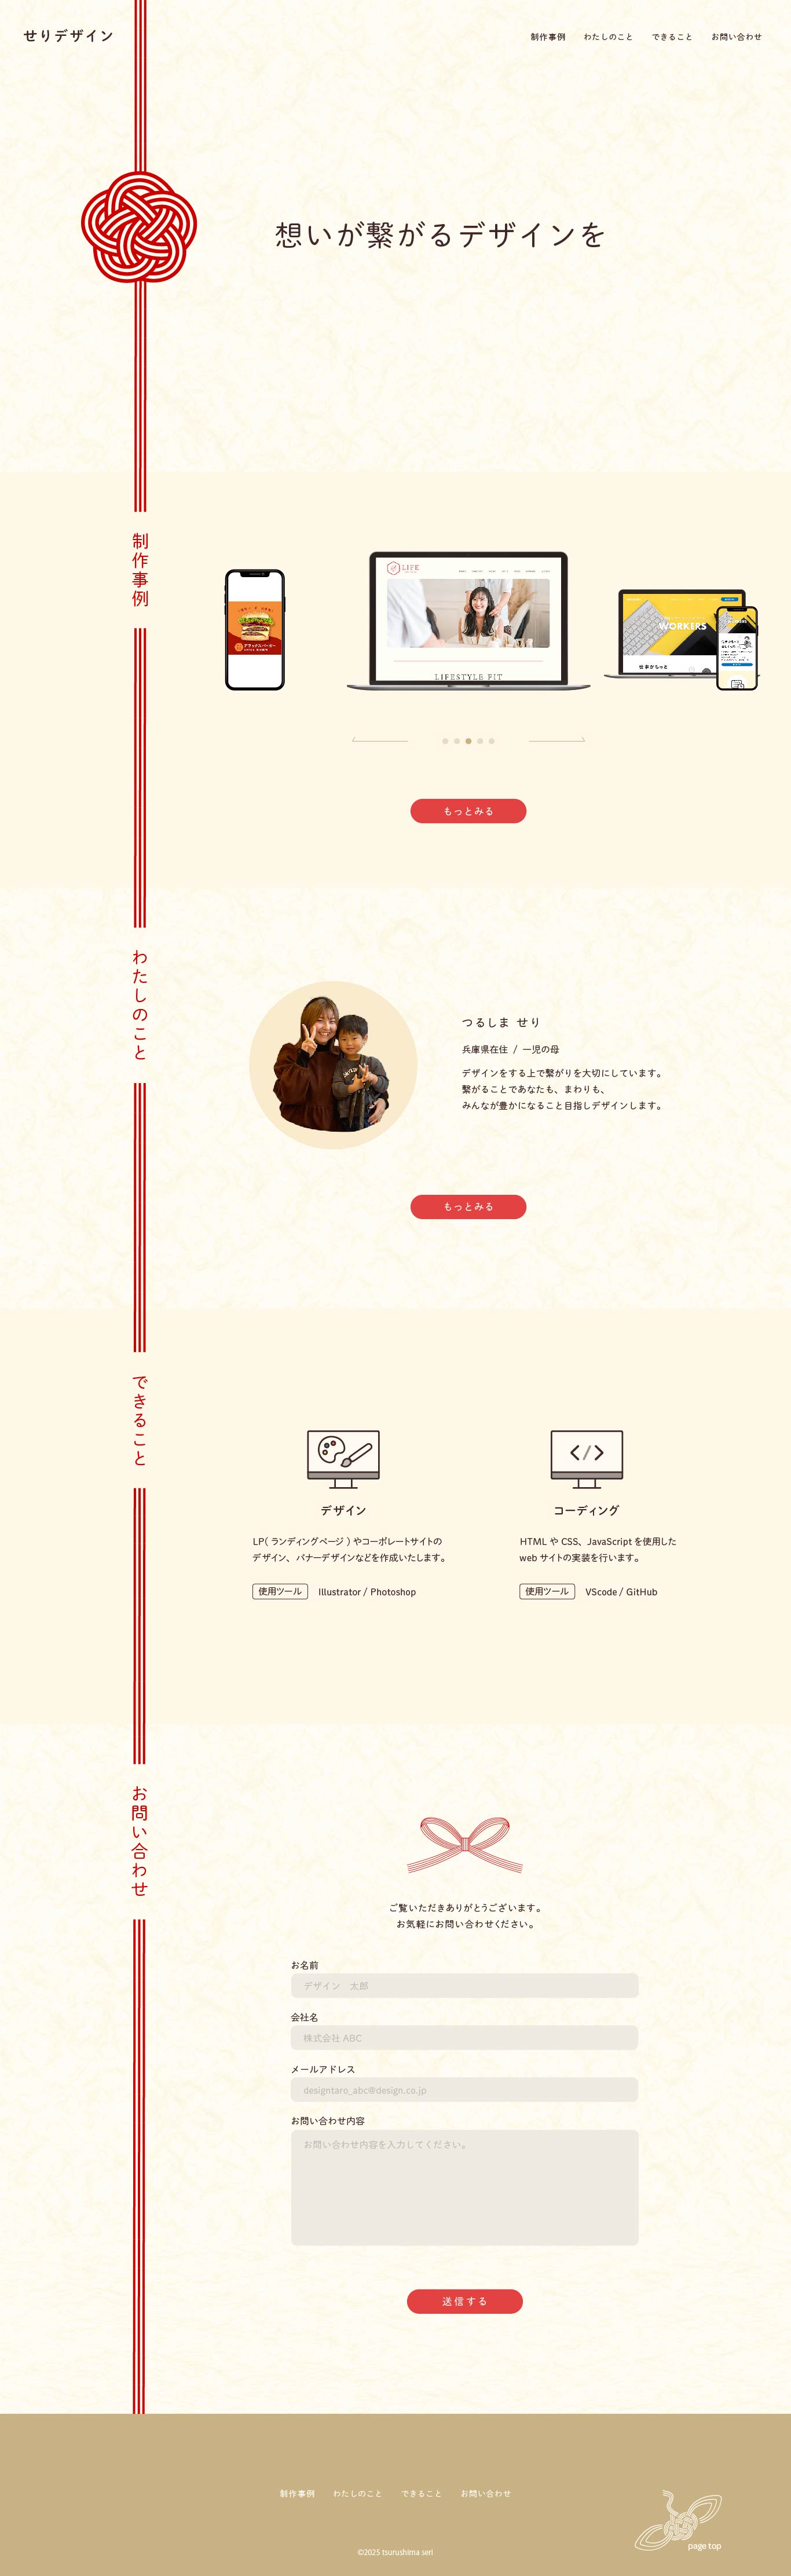 せりデザイン
制作事例
わたしのこと
できること
お問い合わせ
想いが繋がるデザインを
制作事例
LIFE
LIFESTYLE FIT
WORKERS
もっとみる
わたしのこと
つるしま せり
兵庫県在住 / 一児の母
デザインをする上で繋がりを大切にしています。
繋がることであなたも、まわりも、
みんなが豊かになること目指しデザインします。
もっとみる
できること
デザイン
LP( ランディングページ ) やコーポレートサイトの
デザイン、バナーデザインなどを作成いたします。
使用ツール Illustrator / Photoshop
コーディング
HTML や CSS、JavaScript を使用した
web サイトの実装を行います。
使用ツール VScode / GitHub
お問い合わせ
ご覧いただきありがとうございます。
お気軽にお問い合わせください。
お名前
デザイン　太郎
会社名
株式会社 ABC
メールアドレス
designtaro_abc@design.co.jp
お問い合わせ内容
お問い合わせ内容を入力してください。
送信する
制作事例
わたしのこと
できること
お問い合わせ
page top
©2025 tsurushima seri